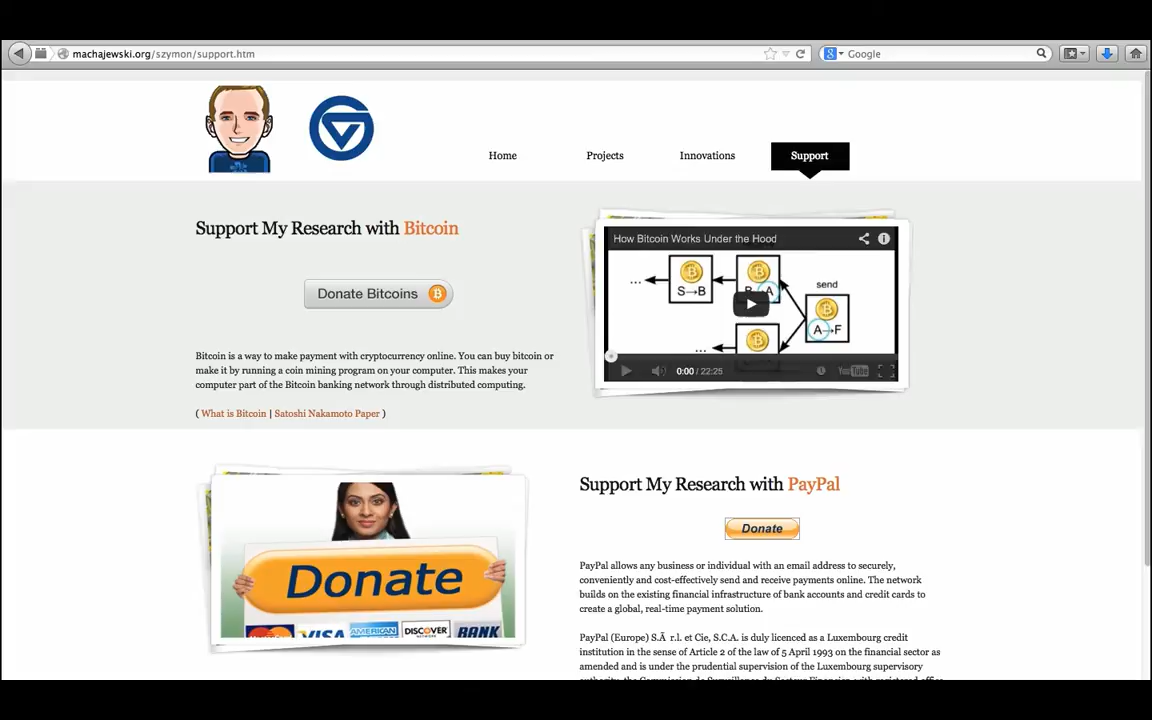 machajewski.org/szymon/support.htm
Google
Home
Projects
Innovations
Support
Support My Research with Bitcoin
Donate Bitcoins
Bitcoin is a way to make payment with cryptocurrency online. You can buy bitcoin or
make it by running a coin mining program on your computer. This makes your
computer part of the Bitcoin banking network through distributed computing.
( What is Bitcoin | Satoshi Nakamoto Paper )
How Bitcoin Works Under the Hood
...
S→B
send
A→F
...
0:00 / 22:25
YouTube
Donate
MasterCard VISA AMERICAN DISCOVER BANK
Support My Research with PayPal
Donate
PayPal allows any business or individual with an email address to securely,
conveniently and cost-effectively send and receive payments online. The network
builds on the existing financial infrastructure of bank accounts and credit cards to
create a global, real-time payment solution.
PayPal (Europe) S.Ã r.l. et Cie, S.C.A. is duly licenced as a Luxembourg credit
institution in the sense of Article 2 of the law of 5 April 1993 on the financial sector as
amended and is under the prudential supervision of the Luxembourg supervisory